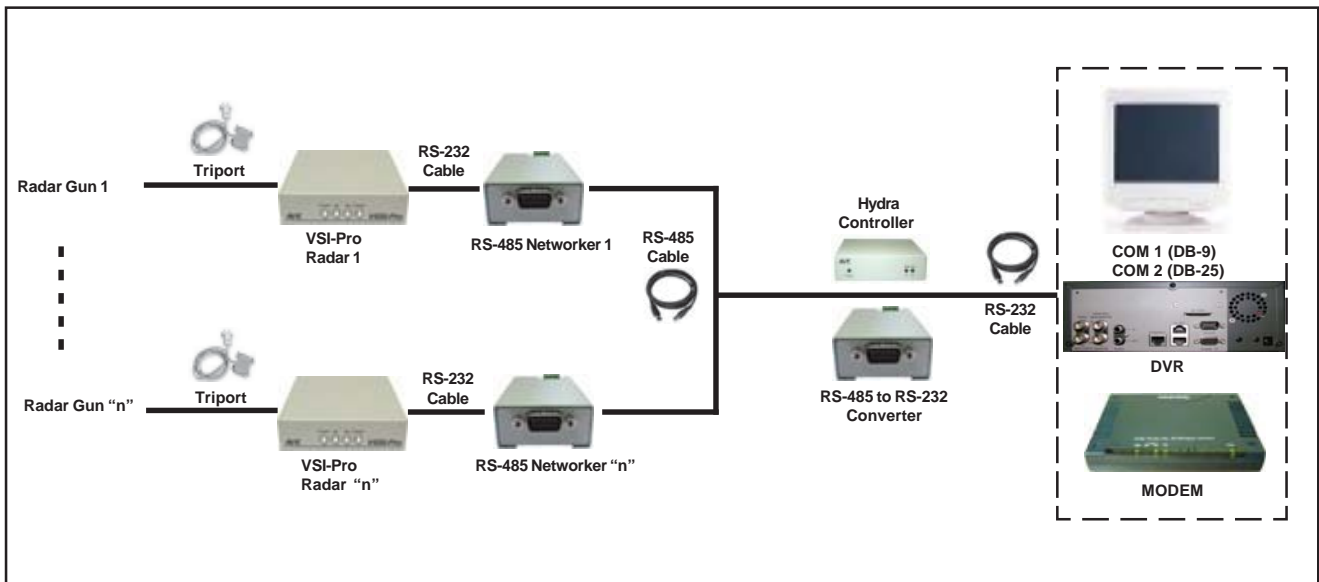 Radar Gun 1
Triport
VSI-Pro
Radar 1
RS-232
Cable
RS-485 Networker 1
RS-485
Cable
Radar Gun “n”
Triport
VSI-Pro
Radar “n”
RS-232
Cable
RS-485 Networker “n”
Hydra
Controller
RS-485 to RS-232
Converter
RS-232
Cable
COM 1 (DB-9)
COM 2 (DB-25)
DVR
MODEM